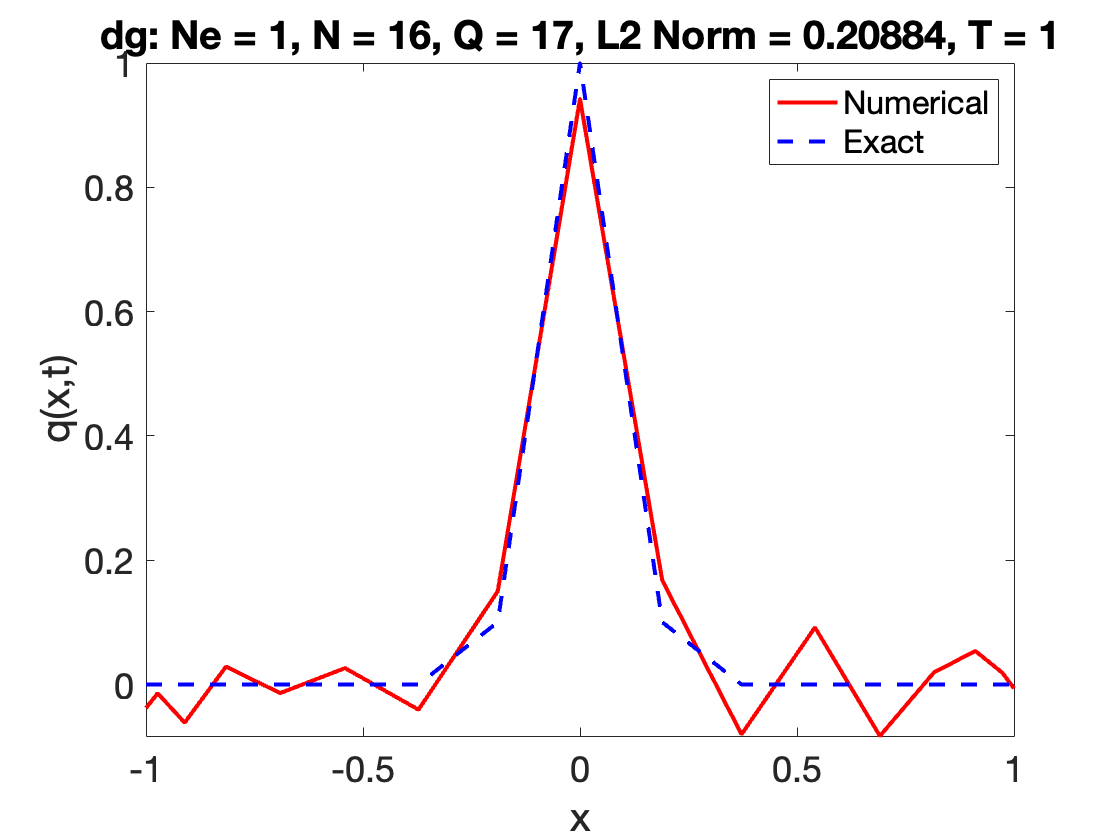 dg: Ne = 1, N = 16, Q = 17, L2 Norm = 0.20884, T = 1
Numerical
Exact
1
0.8
0.6
0.4
0.2
0
q(x,t)
-1 -0.5 0 0.5 1
x